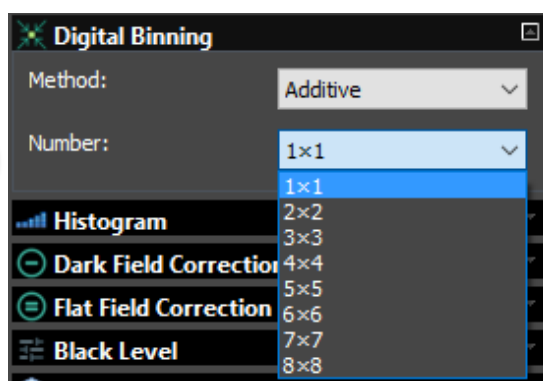 Digital Binning
Method:
Additive
Number:
1×1
1×1
2×2
3×3
4×4
5×5
6×6
7×7
8×8
Histogram
Dark Field Correction
Flat Field Correction
Black Level